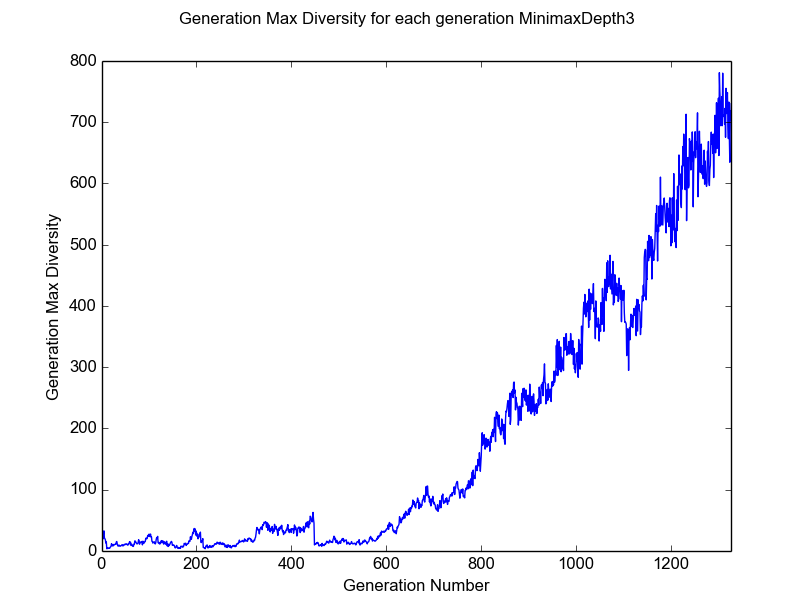 Generation Max Diversity for each generation MinimaxDepth3
800
700
600
500
400
300
200
100
0
Generation Max Diversity
0 200 400 600 800 1000 1200
Generation Number